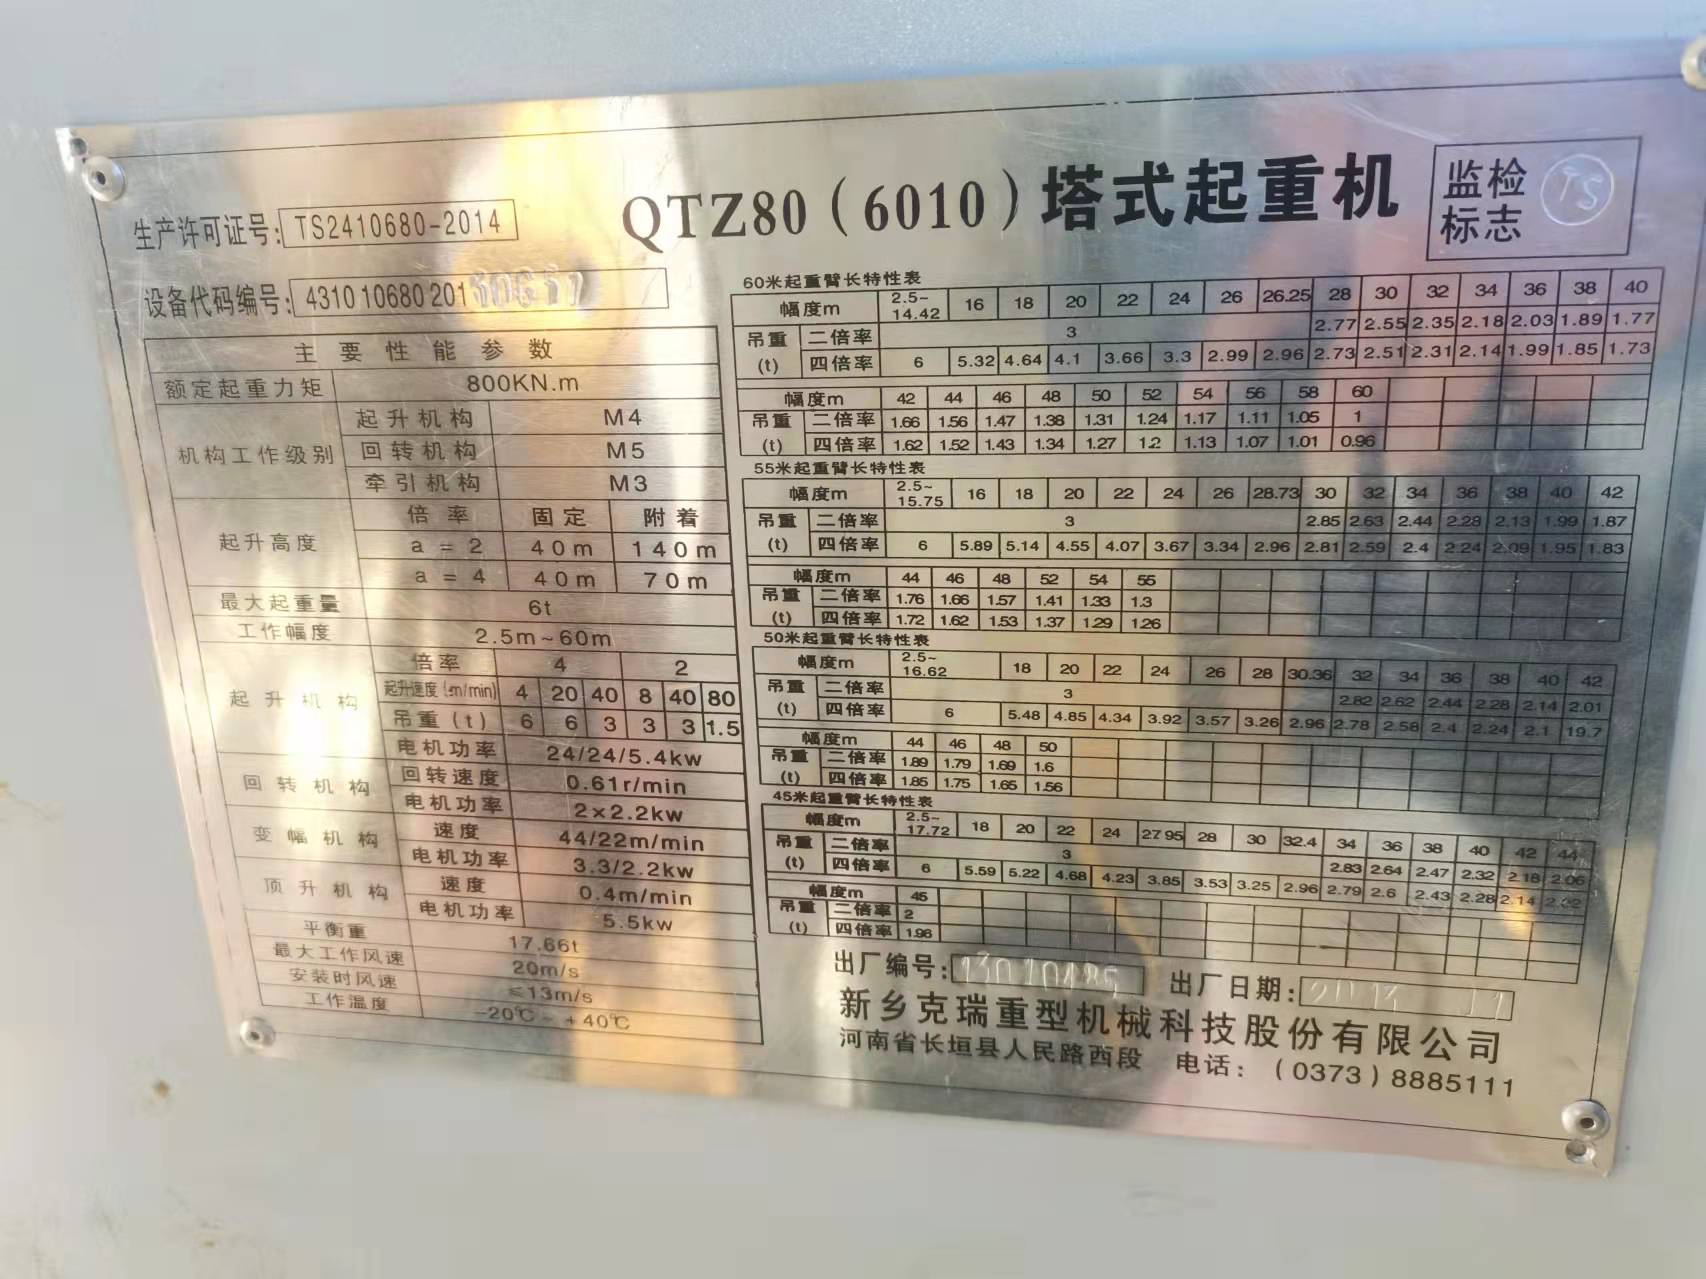 QTZ80（6010）塔式起重机
监检
标志
TS
生产许可证号: TS2410680-2014
设备代码编号: 4310 10680 201
主要性能参数
额定起重力矩 800KN.m
机构工作级别 起升机构 M4
回转机构 M5
牵引机构 M3
起升高度 倍率 固定 附着
a=2 40m 140m
a=4 40m 70m
最大起重量 6t
工作幅度 2.5m~60m
起升机构 倍率 4 2
起升速度(m/min) 4 20 40 8 40 80
吊重(t) 6 6 3 3 3 1.5
电机功率 24/24/5.4kw
回转机构 回转速度 0.61r/min
电机功率 2×2.2kw
变幅机构 速度 44/22m/min
电机功率 3.3/2.2kw
顶升机构 速度 0.4m/min
电机功率 5.5kw
平衡重 17.66t
最大工作风速 20m/s
安装时风速 ≤13m/s
工作温度 -20℃~+40℃
60米起重臂长特性表
幅度m 2.5~14.42 16 18 20 22 24 26 26.25 28 30 32 34 36 38 40
吊重(t) 二倍率 3 2.77 2.55 2.35 2.18 2.03 1.89 1.77
四倍率 6 5.32 4.64 4.1 3.66 3.3 2.99 2.96 2.73 2.51 2.31 2.14 1.99 1.85 1.73
幅度m 42 44 46 48 50 52 54 56 58 60
吊重(t) 二倍率 1.66 1.56 1.47 1.38 1.31 1.24 1.17 1.11 1.05 1
四倍率 1.62 1.52 1.43 1.34 1.27 1.2 1.13 1.07 1.01 0.96
55米起重臂长特性表
幅度m 2.5~15.75 16 18 20 22 24 26 28.73 30 32 34 36 38 40 42
吊重(t) 二倍率 3 2.85 2.63 2.44 2.28 2.13 1.99 1.87
四倍率 6 5.89 5.14 4.55 4.07 3.67 3.34 2.96 2.81 2.59 2.4 2.24 2.09 1.95 1.83
幅度m 44 46 48 52 54 55
吊重(t) 二倍率 1.76 1.66 1.57 1.41 1.33 1.3
四倍率 1.72 1.62 1.53 1.37 1.29 1.26
50米起重臂长特性表
幅度m 2.5~16.62 18 20 22 24 26 28 30.36 32 34 36 38 40 42
吊重(t) 二倍率 3 2.82 2.62 2.44 2.28 2.14 2.01
四倍率 6 5.48 4.85 4.34 3.92 3.57 3.26 2.96 2.78 2.58 2.4 2.24 2.1 19.7
幅度m 44 46 48 50
吊重(t) 二倍率 1.89 1.79 1.69 1.6
四倍率 1.85 1.75 1.65 1.56
45米起重臂长特性表
幅度m 2.5~17.72 18 20 22 24 27.95 28 30 32.4 34 36 38 40 42 44
吊重(t) 二倍率 3 2.83 2.64 2.47 2.32 2.18 2.06
四倍率 6 5.59 5.22 4.68 4.23 3.85 3.53 3.25 2.96 2.79 2.6 2.43 2.28 2.14
幅度m 45
吊重(t) 二倍率 2
四倍率 1.96
出厂编号: 出厂日期: 2013
新乡克瑞重型机械科技股份有限公司
河南省长垣县人民路西段 电话：（0373）8885111